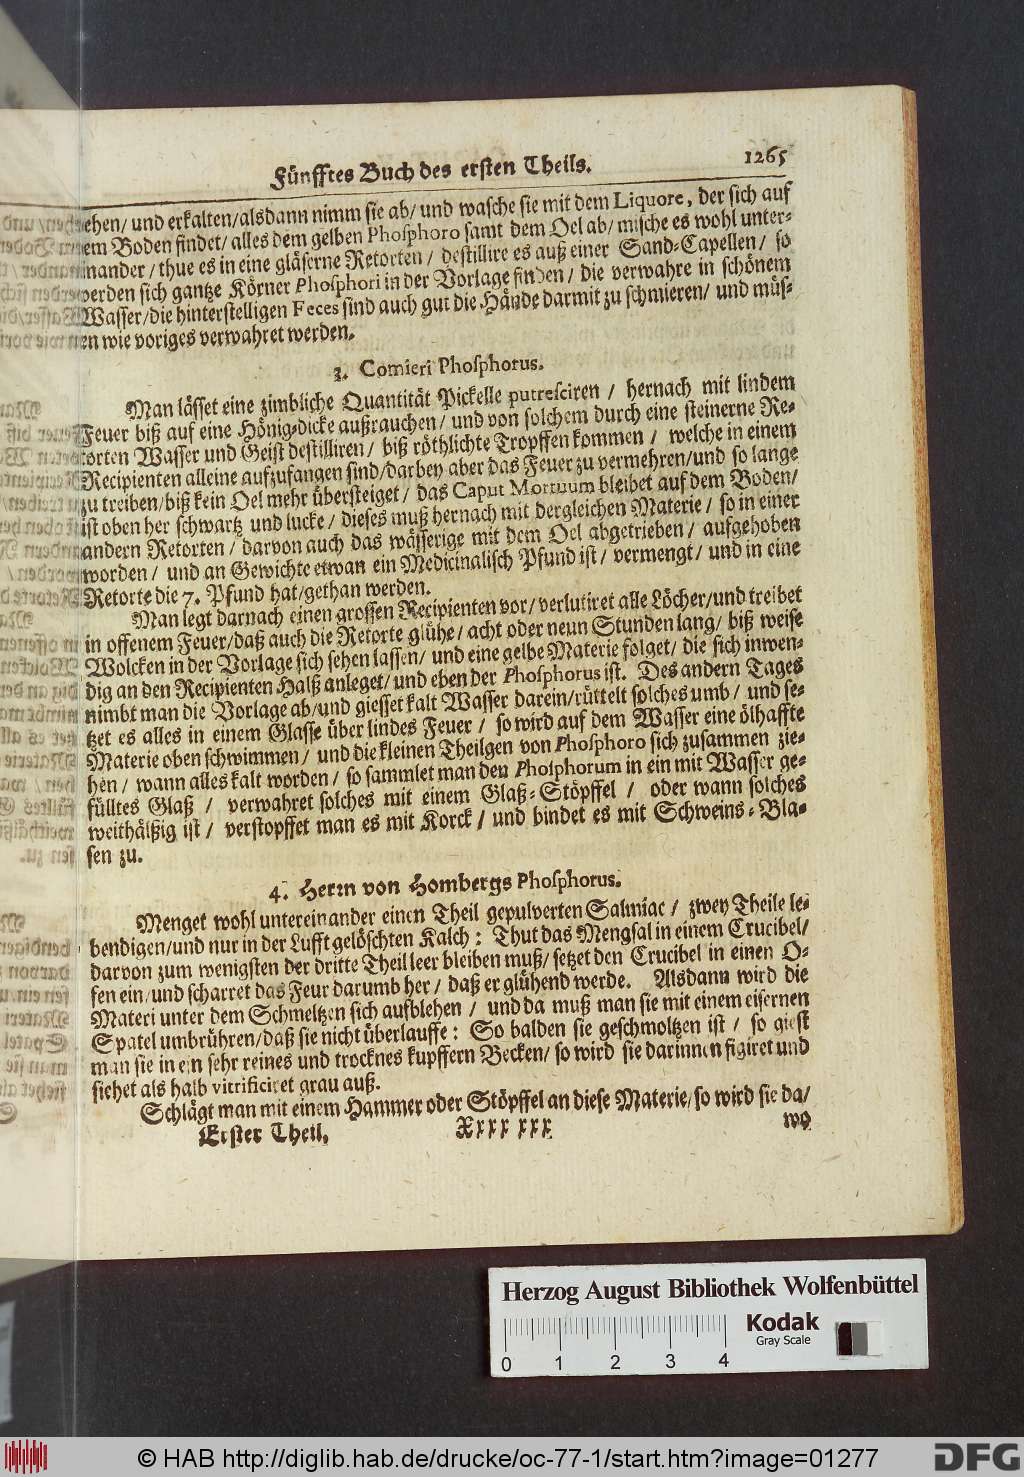 Fünfftes Buch des ersten Theils. 1265
ehen/ und erkalten/alsdann nimm sie ab/ und wasche sie mit dem Liquore, der sich auf
em Boden findet/ alles dem gelben Phosphoro samt dem Oel ab/ mische es wohl unter-
nander/ thue es in eine gläserne Retorten/ destillire es auß einer Sand-Capellen/ so
werden sich gantze Körner Phosphori in der Vorlage finden/ die verwahre in schönem
Wasser/die hinterstelligen Feces sind auch gut die Hände darmit zu schmieren/ und müs-
en wie voriges verwahret werden.
3. Comieri Phosphorus.
Man lässet eine zimbliche Quantität Pickelle putresciren / hernach mit lindem
Feuer biß auf eine Hönig-dicke außrauchen/ und von solchem durch eine steinerne Re-
torten Wasser und Geist destilliren/ biß röthlichte Tropffen kommen/ welche in einem
Recipienten alleine aufzufangen sind/darbey aber das Feuer zu vermehren/und so lange
zu treiben/biß kein Oel mehr übersteiget/ das Caput Mortuum bleibet auf dem Boden/
ist oben her schwartz und lucke/ dieses muß hernach mit dergleichen Materie/ so in einer
andern Retorten/ darvon auch das wässerige mit dem Oel abgetrieben/ aufgehoben
worden/ und an Gewichte etwan ein Medicinalisch Pfund ist/ vermengt/ und in eine
Retorte die 7. Pfund hat/gethan werden.
Man legt darnach einen grossen Recipienten vor/verlutiret alle Löcher/und treibet
in offenem Feuer/daß auch die Retorte glühe/ acht oder neun Stunden lang/ biß weise
Wolcken in der Vorlage sich sehen lassen/ und eine gelbe Materie folget/ die sich inwen-
dig an den Recipienten Halß anleget/und eben der Phosphorus ist. Des andern Tages
nimbt man die Vorlage ab/und giesset kalt Wasser darein/rüttelt solches umb/ und se-
tzet es alles in einem Glasse über lindes Feuer/ so wird auf dem Wasser eine ölhaffte
Materie oben schwimmen/ und die kleinen Theilgen von Phosphoro sich zusammen zie-
hen/ wann alles kalt worden/ so sammlet man den Phosphorum in ein mit Wasser ge-
fülltes Glaß / verwahret solches mit einem Glaß-Stöpffel / oder wann solches
weithälßig ist/ verstopffet man es mit Korck/ und bindet es mit Schweins-Bla-
sen zu.
4. Herrn von Hombergs Phosphorus.
Menget wohl untereinander einen Theil gepulverten Salmiac / zwey Theile le-
bendigen/und nur in der Lufft gelöschten Kalch: Thut das Mengsal in einem Crucibel/
darvon zum wenigsten der dritte Theil leer bleiben muß/ setzet den Crucibel in einen O-
fen ein/und scharret das Feur darumb her/ daß er glühend werde. Alsdann wird die
Materi unter dem Schmeltzen sich aufblehen/ und da muß man sie mit einem eisernen
Spatel umbrühren/daß sie nicht überlauffe: So balden sie geschmoltzen ist/ so giest
man sie in ein sehr reines und trocknes kupffern Becken/ so wird sie darinnen figiret und
siehet als halb vitrificiret grau auß.
Schlägt man mit einem Hammer oder Stöpffel an diese Materie/so wird sie da/
Erster Theil. Xxxx xxx wo
Herzog August Bibliothek Wolfenbüttel
Kodak
Gray Scale
0 1 2 3 4
© HAB http://diglib.hab.de/drucke/oc-77-1/start.htm?image=01277
DFG